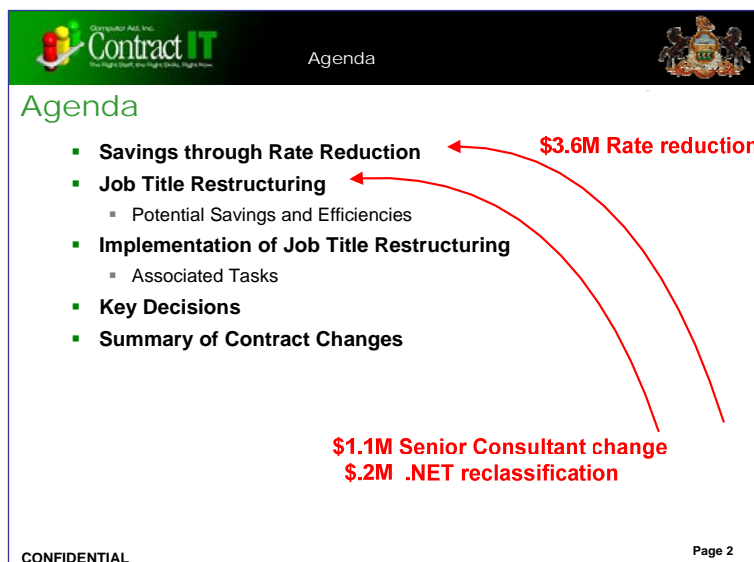 Computer Aid, Inc.
Contract IT
The Right Staff, the Right Skills, Right Now.
Agenda
Agenda
▪ Savings through Rate Reduction
$3.6M Rate reduction
▪ Job Title Restructuring
▪ Potential Savings and Efficiencies
▪ Implementation of Job Title Restructuring
▪ Associated Tasks
▪ Key Decisions
▪ Summary of Contract Changes
$1.1M Senior Consultant change
$.2M .NET reclassification
CONFIDENTIAL
Page 2